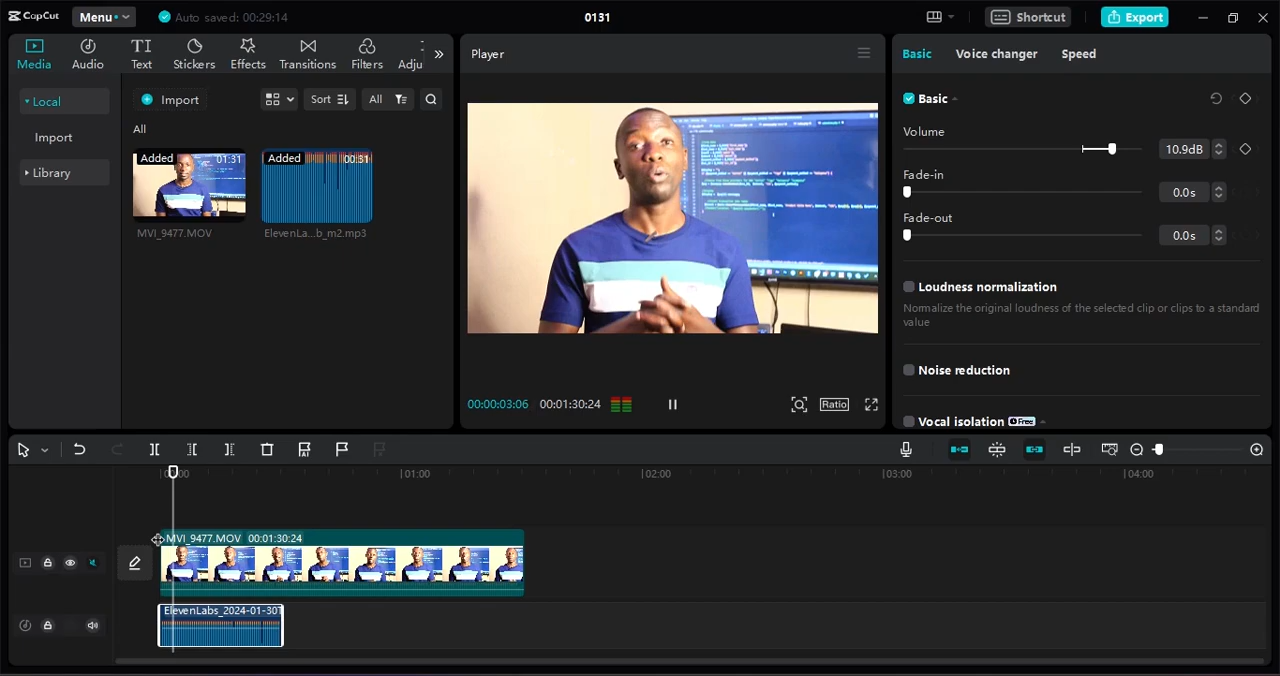 CapCut Menu Auto saved: 00:29:14 0131 Shortcut Export
Media Audio Text Stickers Effects Transitions Filters Adju
Local
Import
Library
Import Sort All
All
Added 01:31
Added 00:31
MVI_9477.MOV
ElevenLa...b_m2.mp3
Player
00:00:03:06 00:01:30:24 Ratio
Basic Voice changer Speed
Basic
Volume
10.9dB
Fade-in
0.0s
Fade-out
0.0s
Loudness normalization
Normalize the original loudness of the selected clip or clips to a standard
value
Noise reduction
Vocal isolation Free
01:00 02:00 03:00 04:00
MVI_9477.MOV 00:01:30:24
ElevenLabs_2024-01-30T